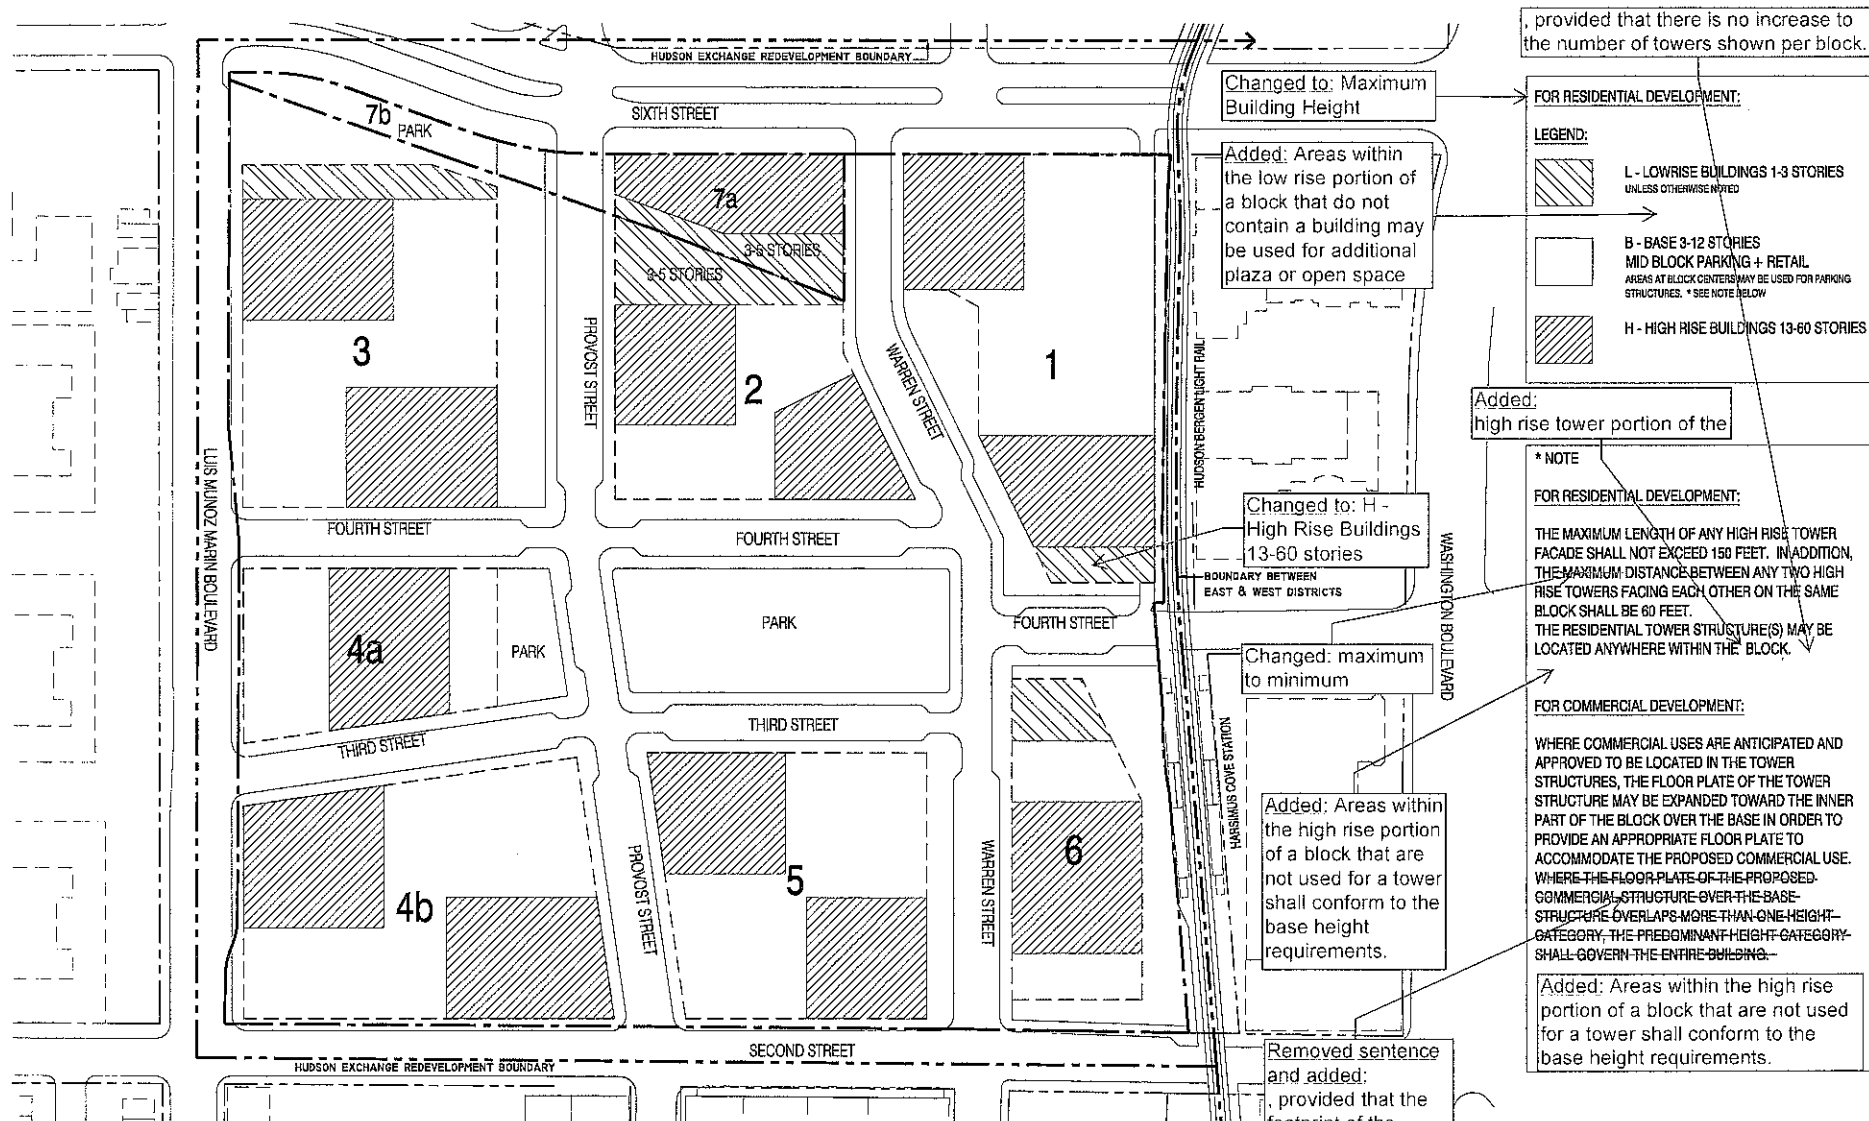 , provided that there is no increase to
the number of towers shown per block.
HUDSON EXCHANGE REDEVELOPMENT BOUNDARY
Changed to: Maximum
Building Height
FOR RESIDENTIAL DEVELOPMENT:
LEGEND:
L - LOWRISE BUILDINGS 1-3 STORIES
UNLESS OTHERWISE NOTED
B - BASE 3-12 STORIES
MID BLOCK PARKING + RETAIL
AREAS AT BLOCK CENTERS MAY BE USED FOR PARKING
STRUCTURES. * SEE NOTE BELOW
H - HIGH RISE BUILDINGS 13-60 STORIES
7b
PARK
SIXTH STREET
Added: Areas within
the low rise portion of
a block that do not
contain a building may
be used for additional
plaza or open space
7a
3-5 STORIES
3-5 STORIES
3
PROVOST STREET
2
WARREN STREET
1
HUDSON BERGEN LIGHT RAIL
Added:
high rise tower portion of the
LUIS MUNOZ MARIN BOULEVARD
FOURTH STREET
FOURTH STREET
Changed to: H -
High Rise Buildings
13-60 stories
WASHINGTON BOULEVARD
BOUNDARY BETWEEN
EAST & WEST DISTRICTS
* NOTE
FOR RESIDENTIAL DEVELOPMENT:
THE MAXIMUM LENGTH OF ANY HIGH RISE TOWER
FACADE SHALL NOT EXCEED 150 FEET. IN ADDITION,
THE MAXIMUM DISTANCE BETWEEN ANY TWO HIGH
RISE TOWERS FACING EACH OTHER ON THE SAME
BLOCK SHALL BE 60 FEET.
THE RESIDENTIAL TOWER STRUCTURE(S) MAY BE
LOCATED ANYWHERE WITHIN THE BLOCK.
4a
PARK
PARK
FOURTH STREET
Changed: maximum
to minimum
THIRD STREET
THIRD STREET
HARSIMUS COVE STATION
FOR COMMERCIAL DEVELOPMENT:
WHERE COMMERCIAL USES ARE ANTICIPATED AND
APPROVED TO BE LOCATED IN THE TOWER
STRUCTURES, THE FLOOR PLATE OF THE TOWER
STRUCTURE MAY BE EXPANDED TOWARD THE INNER
PART OF THE BLOCK OVER THE BASE IN ORDER TO
PROVIDE AN APPROPRIATE FLOOR PLATE TO
ACCOMMODATE THE PROPOSED COMMERCIAL USE.
WHERE THE FLOOR PLATE OF THE PROPOSED
COMMERCIAL STRUCTURE OVER THE BASE
STRUCTURE OVERLAPS MORE THAN ONE HEIGHT
CATEGORY, THE PREDOMINANT HEIGHT CATEGORY
SHALL GOVERN THE ENTIRE BUILDING.
Added: Areas within
the high rise portion
of a block that are
not used for a tower
shall conform to the
base height
requirements.
4b
PROVOST STREET
5
WARREN STREET
6
Added: Areas within the high rise
portion of a block that are not used
for a tower shall conform to the
base height requirements.
SECOND STREET
HUDSON EXCHANGE REDEVELOPMENT BOUNDARY
Removed sentence
and added:
, provided that the